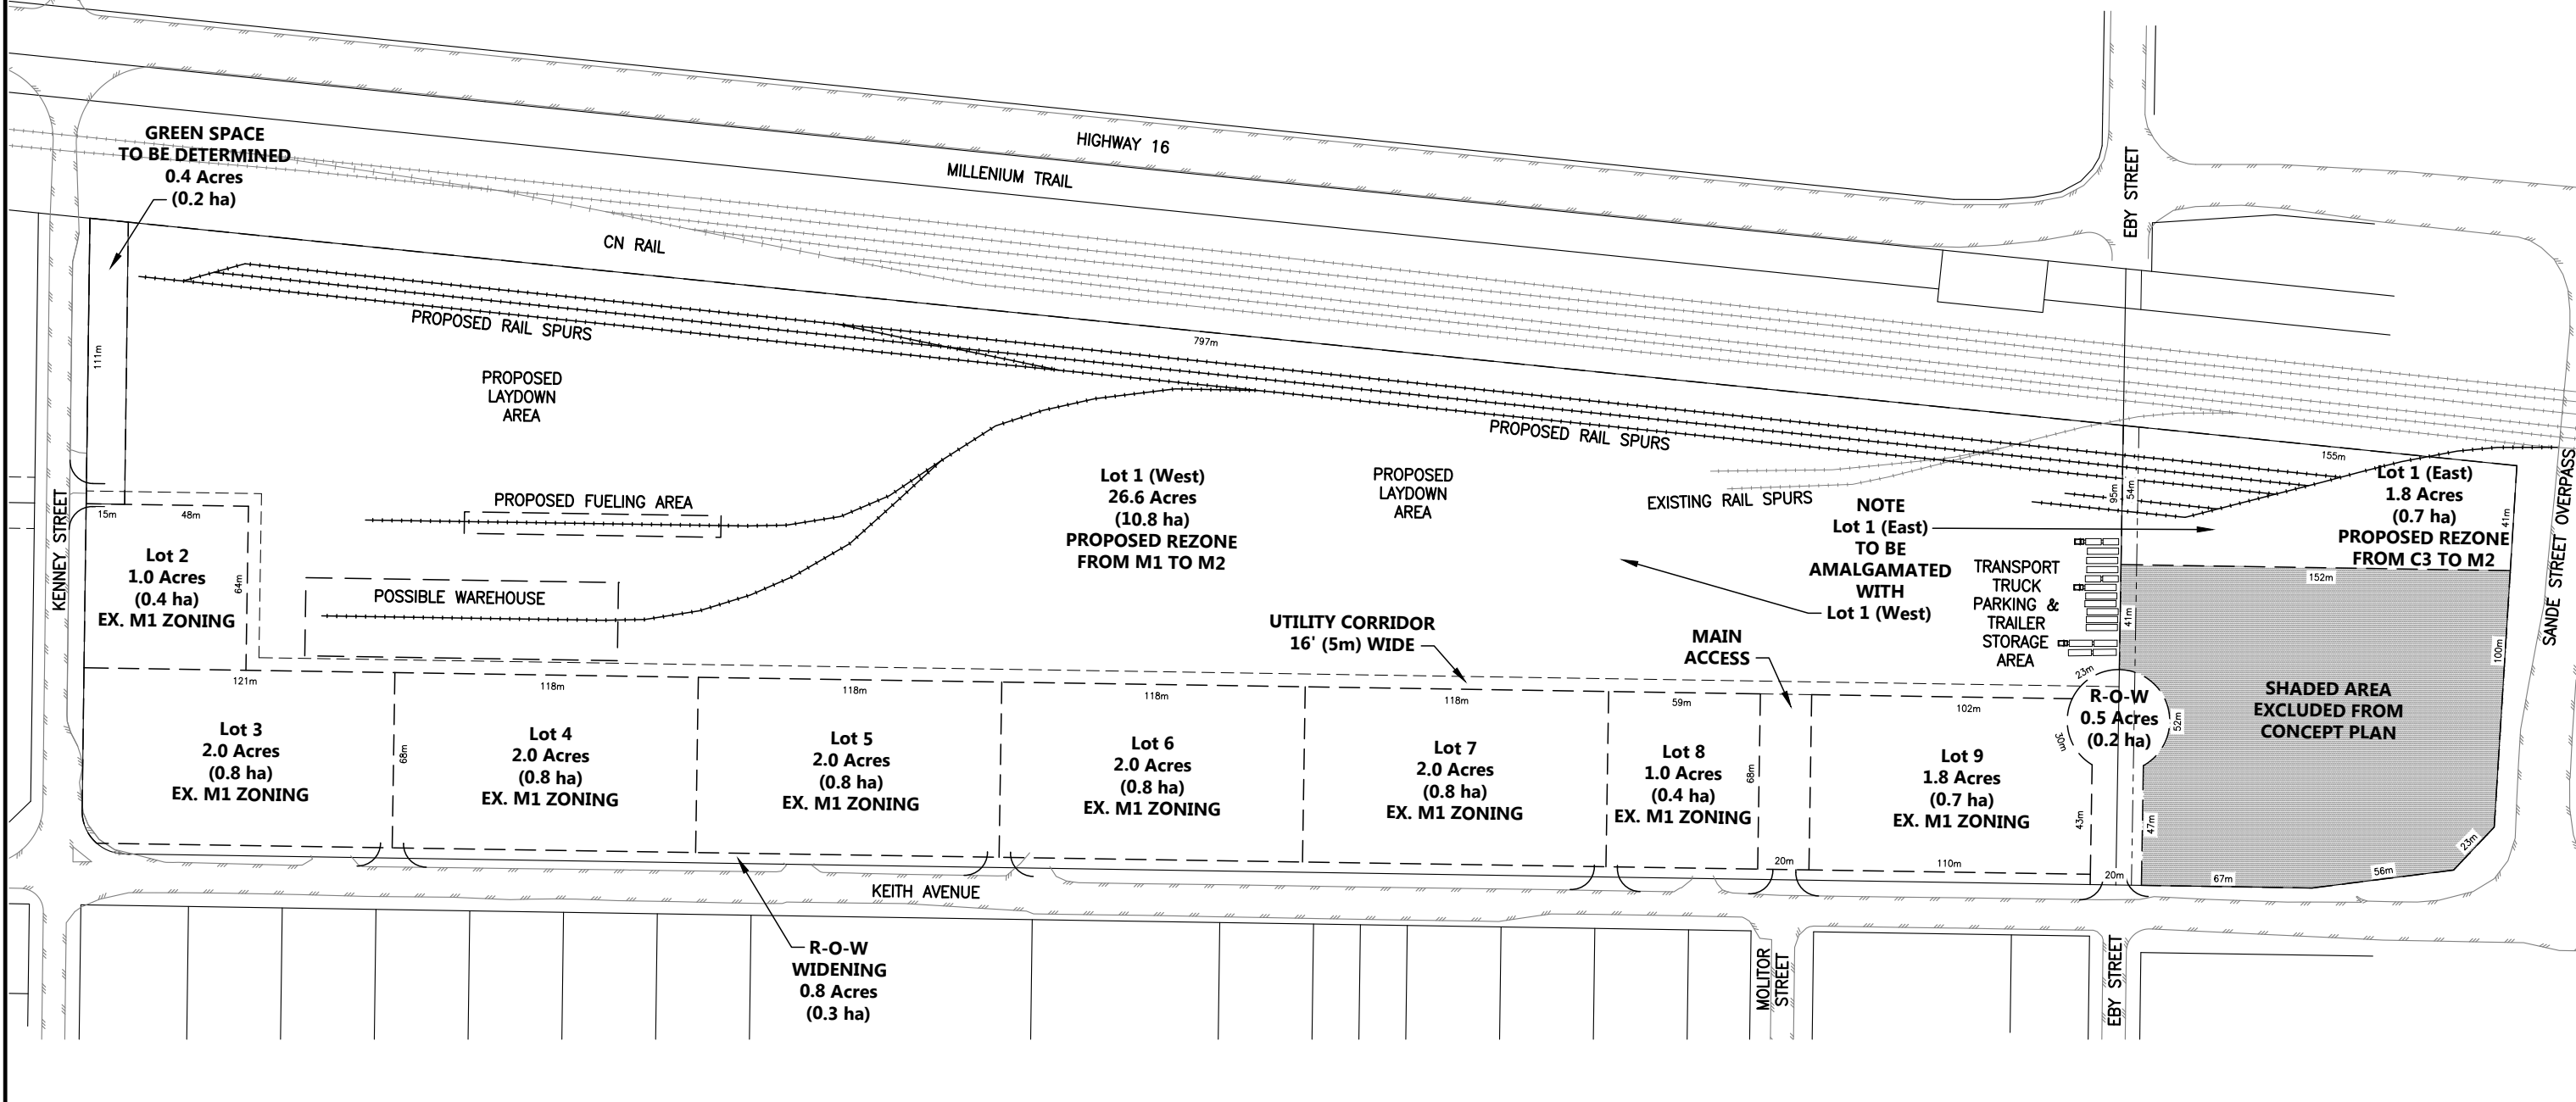 HIGHWAY 16
MILLENIUM TRAIL
EBY STREET
GREEN SPACE
TO BE DETERMINED
0.4 Acres
(0.2 ha)
CN RAIL
PROPOSED RAIL SPURS
797m
111m
PROPOSED
LAYDOWN
AREA
PROPOSED RAIL SPURS
155m
Lot 1 (West)
26.6 Acres
(10.8 ha)
PROPOSED REZONE
FROM M1 TO M2
PROPOSED
LAYDOWN
AREA
EXISTING RAIL SPURS
NOTE
Lot 1 (East)
TO BE
AMALGAMATED
WITH
Lot 1 (West)
95m
54m
Lot 1 (East)
1.8 Acres
(0.7 ha)
PROPOSED REZONE
FROM C3 TO M2
41m
SANDE STREET OVERPASS
KENNEY STREET
15m
48m
PROPOSED FUELING AREA
Lot 2
1.0 Acres
(0.4 ha)
EX. M1 ZONING
64m
POSSIBLE WAREHOUSE
TRANSPORT
TRUCK
PARKING &
TRAILER
STORAGE
AREA
152m
41m
100m
UTILITY CORRIDOR
16' (5m) WIDE
MAIN
ACCESS
23m
121m
118m
118m
118m
118m
59m
102m
R-O-W
0.5 Acres
(0.2 ha)
52m
30m
SHADED AREA
EXCLUDED FROM
CONCEPT PLAN
Lot 3
2.0 Acres
(0.8 ha)
EX. M1 ZONING
68m
Lot 4
2.0 Acres
(0.8 ha)
EX. M1 ZONING
Lot 5
2.0 Acres
(0.8 ha)
EX. M1 ZONING
Lot 6
2.0 Acres
(0.8 ha)
EX. M1 ZONING
Lot 7
2.0 Acres
(0.8 ha)
EX. M1 ZONING
Lot 8
1.0 Acres
(0.4 ha)
EX. M1 ZONING
68m
Lot 9
1.8 Acres
(0.7 ha)
EX. M1 ZONING
43m
47m
23m
20m
110m
20m
67m
56m
KEITH AVENUE
R-O-W
WIDENING
0.8 Acres
(0.3 ha)
MOLITOR
STREET
EBY STREET